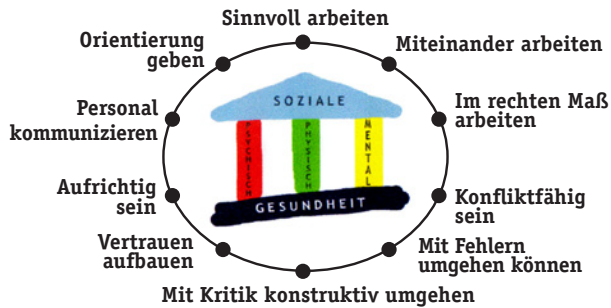 Sinnvoll arbeiten
Miteinander arbeiten
Im rechten Maß
arbeiten
Konfliktfähig
sein
Mit Fehlern
umgehen können
Mit Kritik konstruktiv umgehen
Vertrauen
aufbauen
Aufrichtig
sein
Personal
kommunizieren
Orientierung
geben
SOZIALE
PSYCHISCH
PHYSISCH
MENTAL
GESUNDHEIT